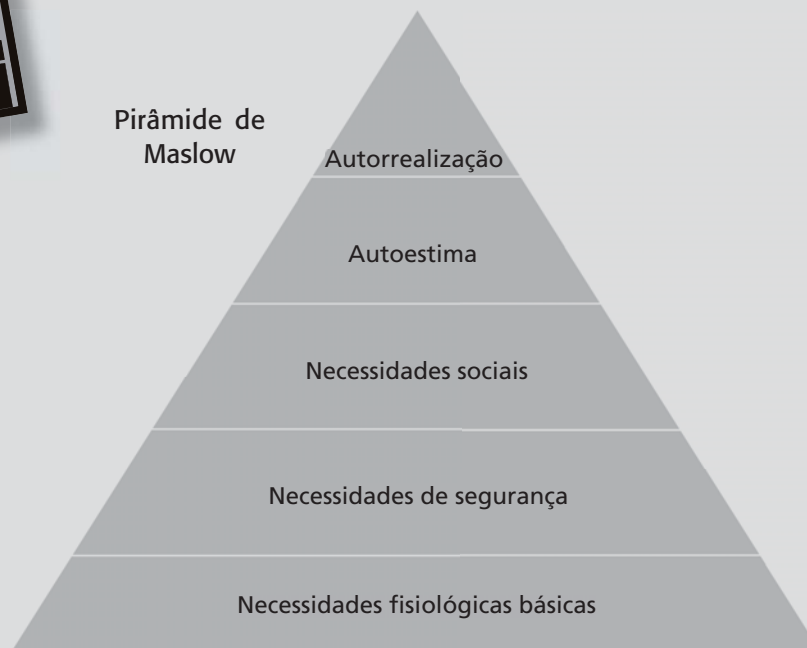 Pirâmide de
Maslow
Autorrealização
Autoestima
Necessidades sociais
Necessidades de segurança
Necessidades fisiológicas básicas